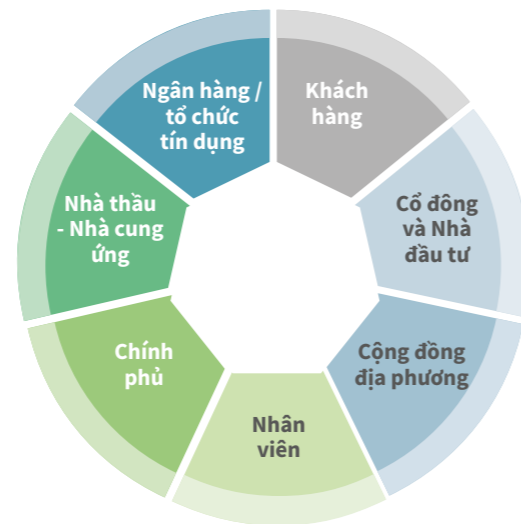 Ngân hàng /
tổ chức
tín dụng
Khách
hàng
Cổ đông
và Nhà
đầu tư
Cộng đồng
địa phương
Nhân
viên
Chính
phủ
Nhà thầu
- Nhà cung
ứng